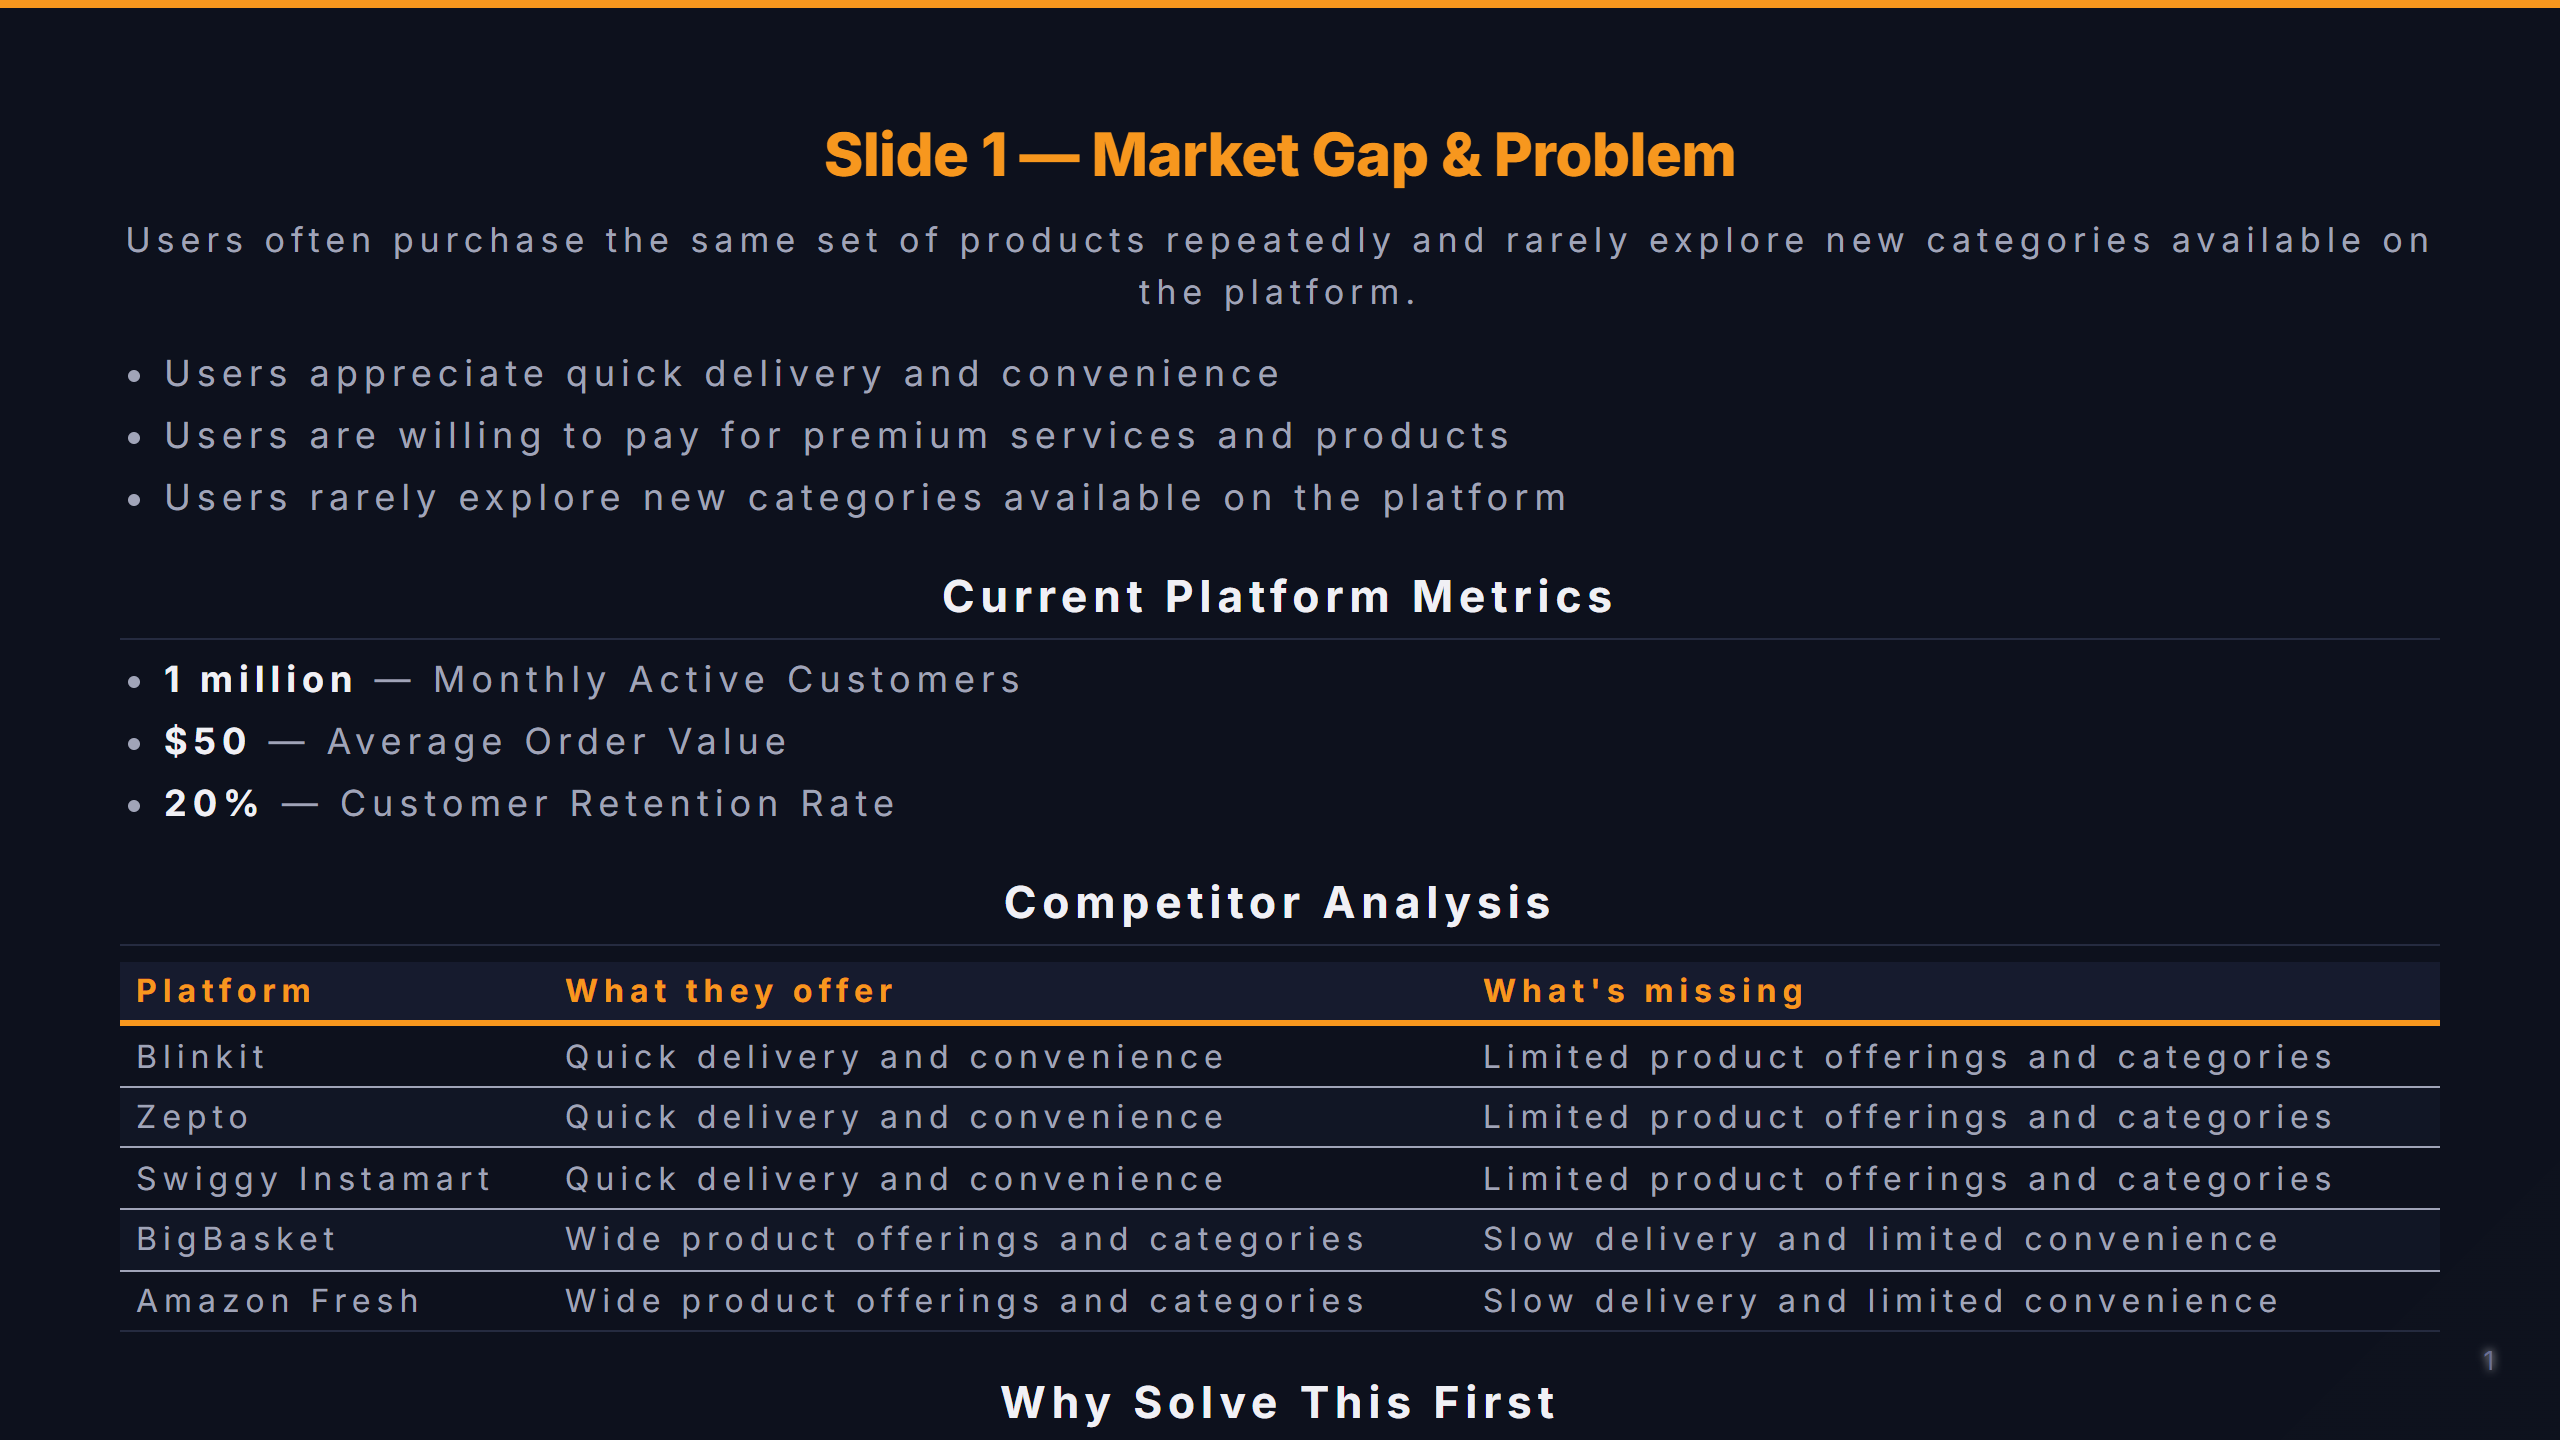 Slide 1 — Market Gap & Problem
Users often purchase the same set of products repeatedly and rarely explore new categories available on
the platform.
• Users appreciate quick delivery and convenience
• Users are willing to pay for premium services and products
• Users rarely explore new categories available on the platform
Current Platform Metrics
• 1 million — Monthly Active Customers
• $50 — Average Order Value
• 20% — Customer Retention Rate
Competitor Analysis
Platform What they offer What's missing
Blinkit Quick delivery and convenience Limited product offerings and categories
Zepto Quick delivery and convenience Limited product offerings and categories
Swiggy Instamart Quick delivery and convenience Limited product offerings and categories
BigBasket Wide product offerings and categories Slow delivery and limited convenience
Amazon Fresh Wide product offerings and categories Slow delivery and limited convenience
1
Why Solve This First